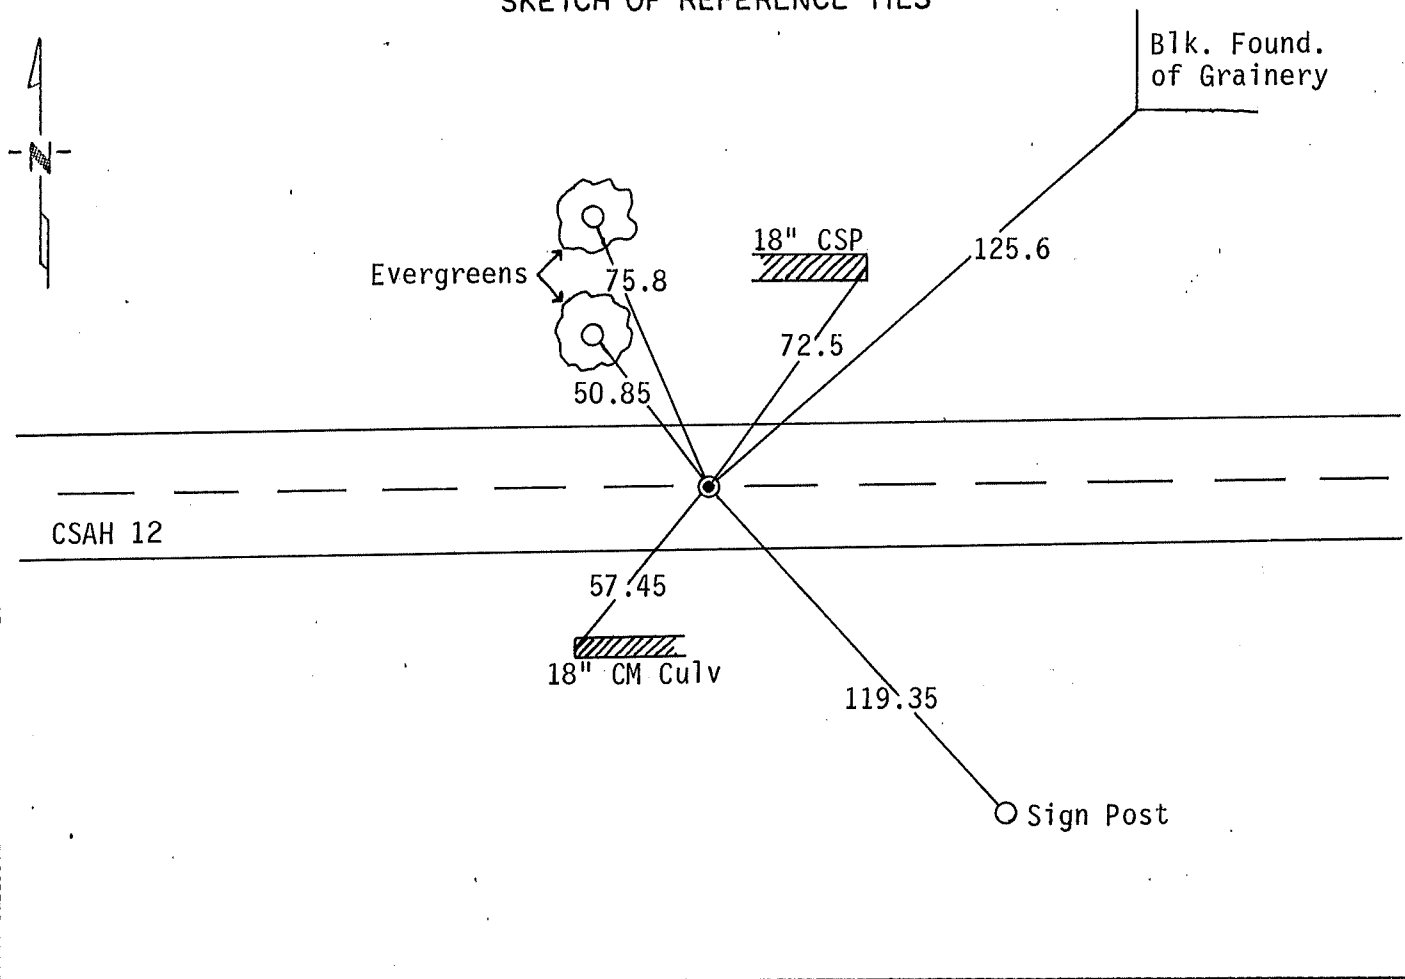 SKETCH OF REFERENCE TIES
Blk. Found.
of Grainery
N
18" CSP
125.6
Evergreens
75.8
72.5
50.85
CSAH 12
57.45
18" CM Culv
119.35
Sign Post